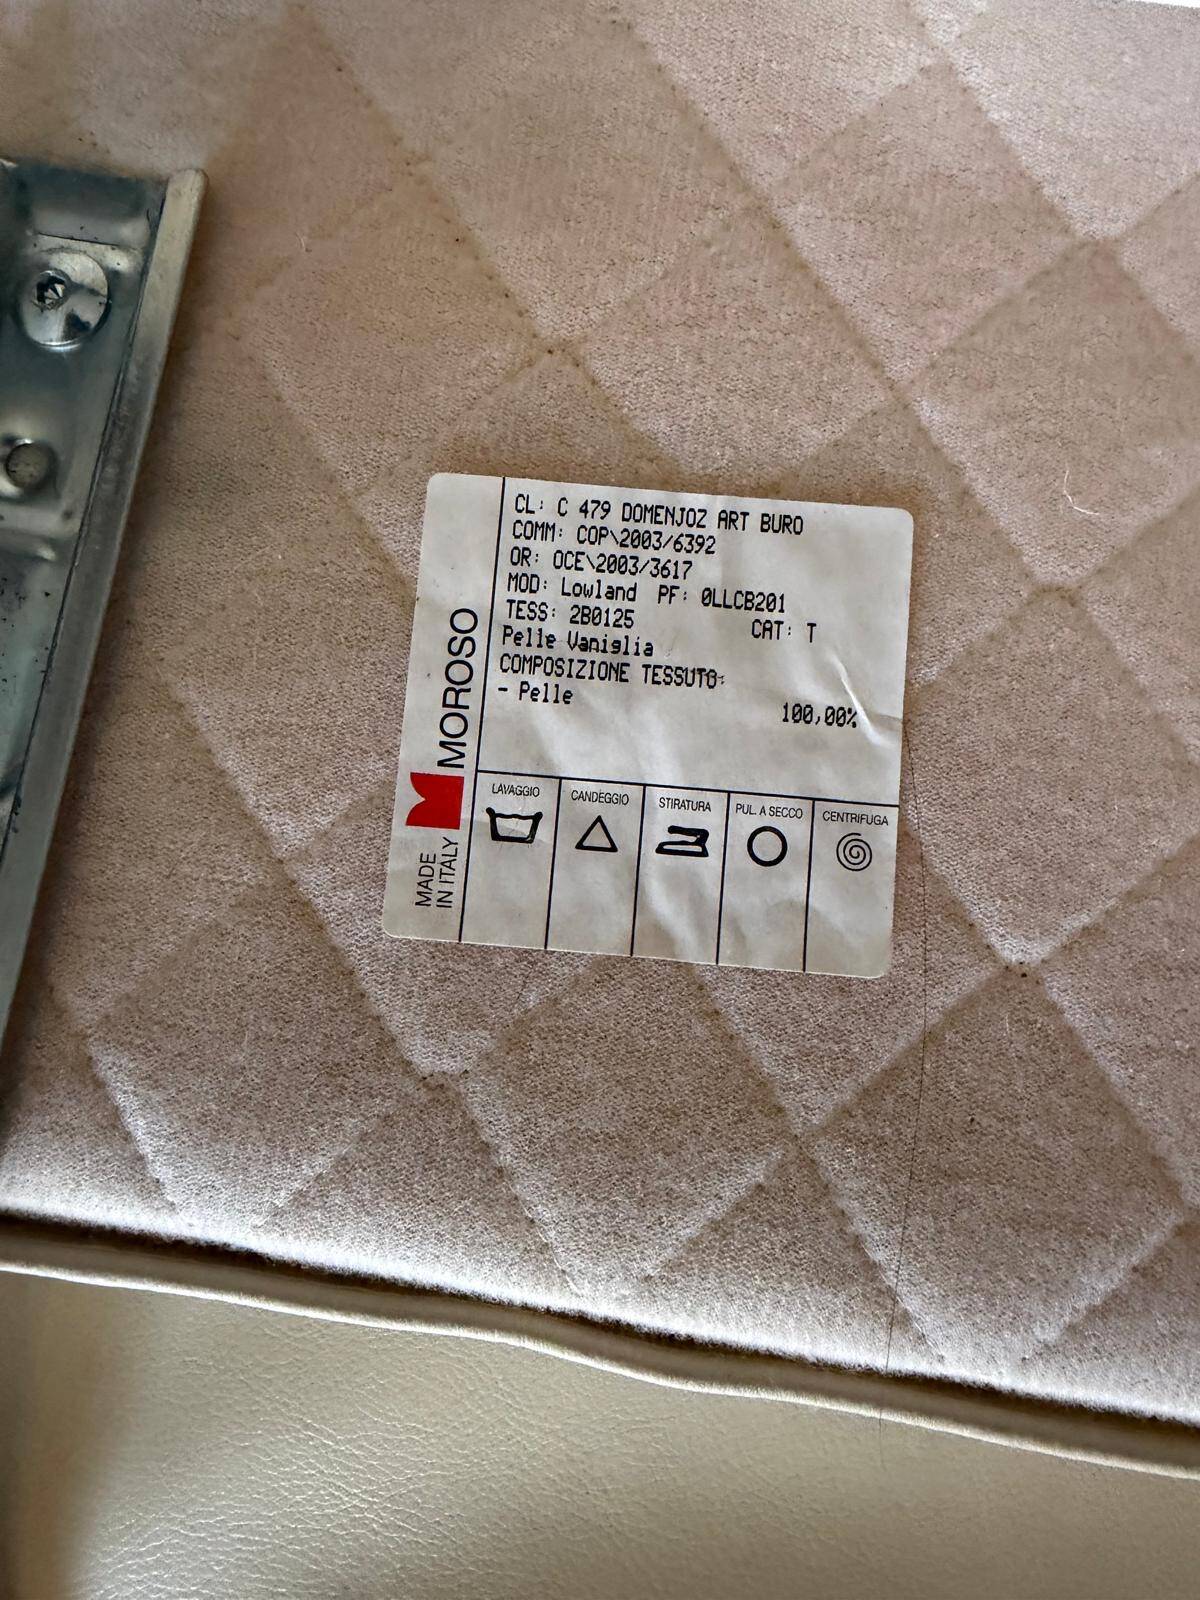 CL: C 479 DOMENJOZ ART BURO
COMM: COP\2003/6392
OR: OCE\2003/3617
MOD: Lowland PF: 0LLCB201
TESS: 2B0125 CAT: T
Pelle Vaniglia
COMPOSIZIONE TESSUTO:
- Pelle 100,00%
MOROSO
MADE
IN ITALY
LAVAGGIO
CANDEGGIO
STIRATURA
PUL. A SECCO
CENTRIFUGA